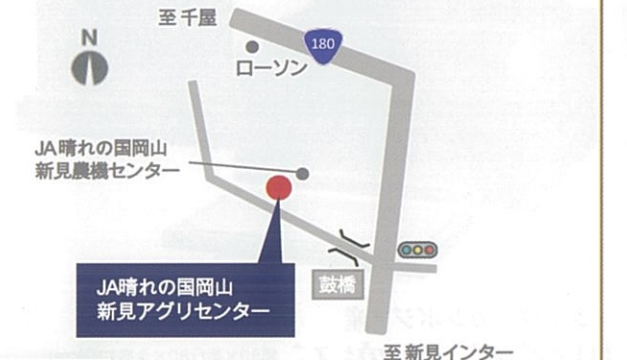 至 千屋
N
180
ローソン
JA晴れの国岡山
新見農機センター
JA晴れの国岡山
新見アグリセンター
鼓橋
至 新見インター